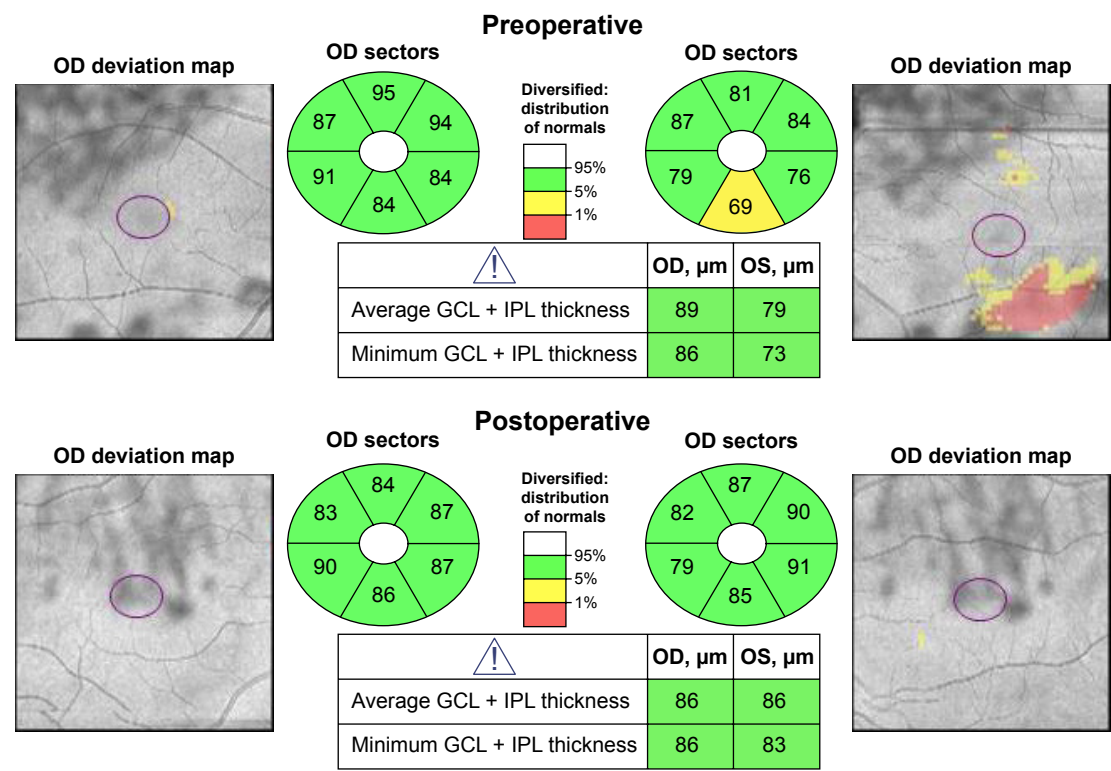 Preoperative
OD deviation map
OD sectors
95
94
84
84
91
87
Diversified:
distribution
of normals
95%
5%
1%
OD sectors
81
84
76
69
79
87
OD deviation map
! OD, µm OS, µm
Average GCL + IPL thickness 89 79
Minimum GCL + IPL thickness 86 73
Postoperative
OD deviation map
OD sectors
84
87
87
86
90
83
Diversified:
distribution
of normals
95%
5%
1%
OD sectors
87
90
91
85
79
82
OD deviation map
! OD, µm OS, µm
Average GCL + IPL thickness 86 86
Minimum GCL + IPL thickness 86 83